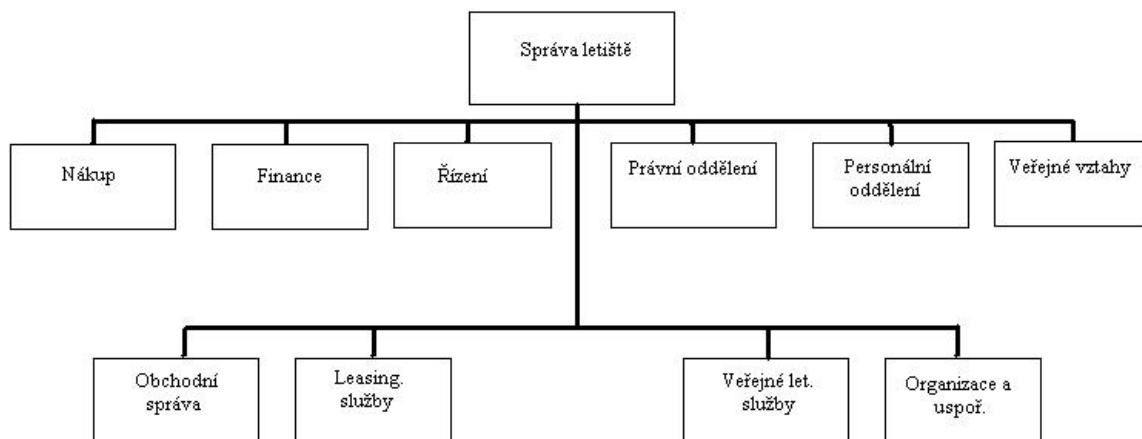 Správa letiště
Nákup
Finance
Řízení
Právní oddělení
Personální
oddělení
Veřejné vztahy
Obchodní
správa
Leasing.
služby
Veřejné let.
služby
Organizace a
uspoř.